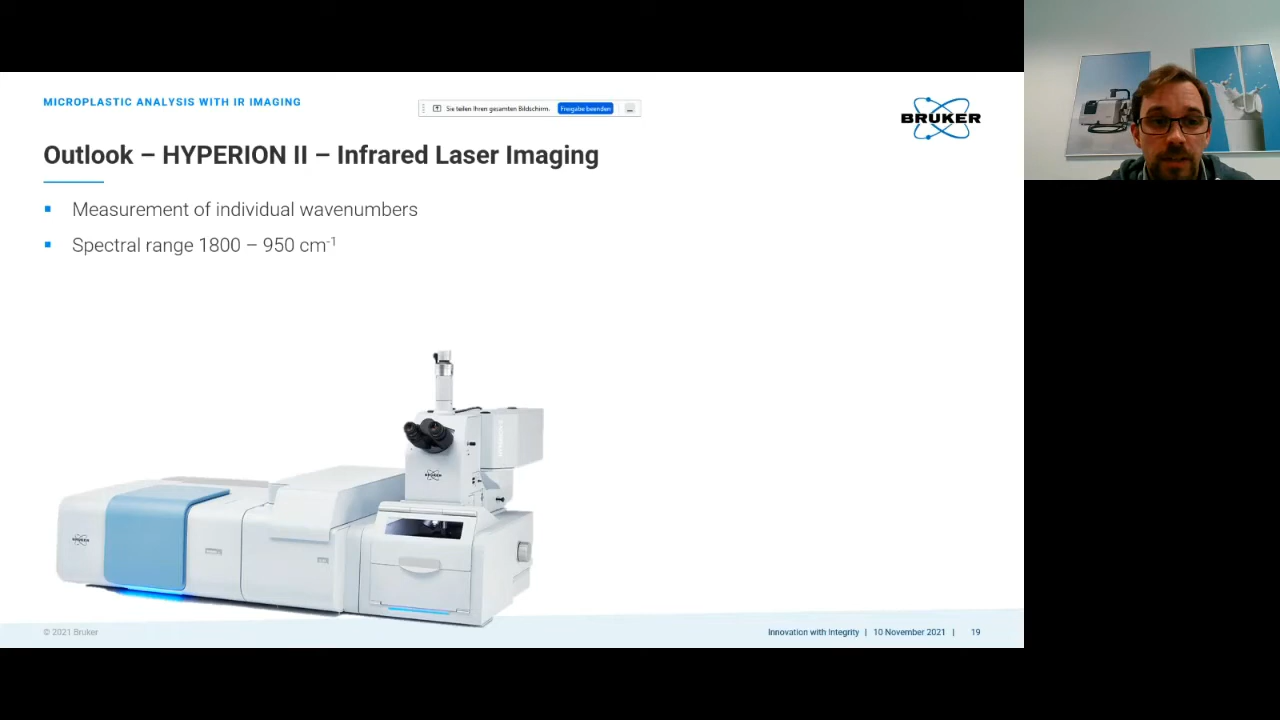 MICROPLASTIC ANALYSIS WITH IR IMAGING
Sie teilen Ihren gesamten Bildschirm. Freigabe beenden
BRUKER
Outlook – HYPERION II – Infrared Laser Imaging
▪ Measurement of individual wavenumbers
▪ Spectral range 1800 – 950 cm⁻¹
BRUKER
BRUKER
© 2021 Bruker
Innovation with Integrity | 10 November 2021 | 19